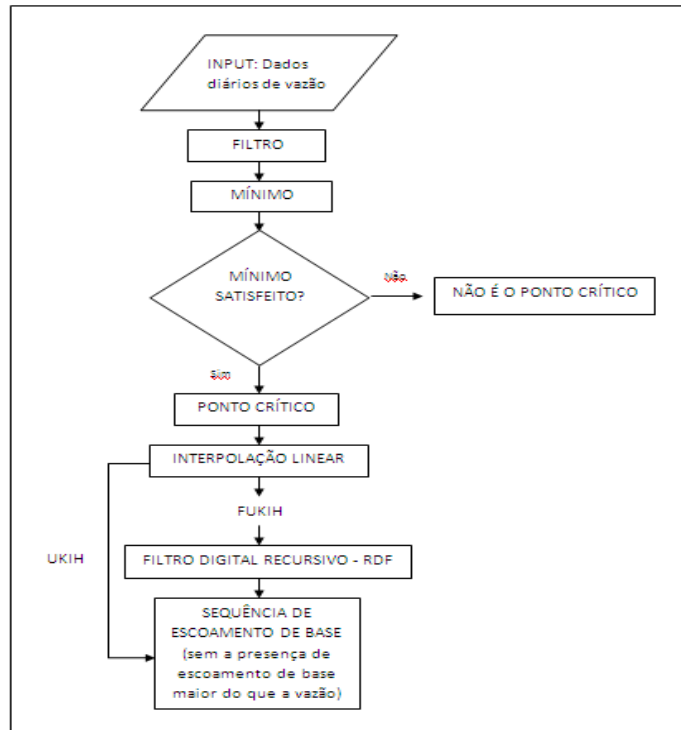 INPUT: Dados
diários de vazão
FILTRO
MÍNIMO
MÍNIMO
SATISFEITO?
Não
NÃO É O PONTO CRÍTICO
Sim
PONTO CRÍTICO
INTERPOLAÇÃO LINEAR
FUKIH
UKIH
FILTRO DIGITAL RECURSIVO - RDF
SEQUÊNCIA DE
ESCOAMENTO DE BASE
(sem a presença de
escoamento de base
maior do que a vazão)